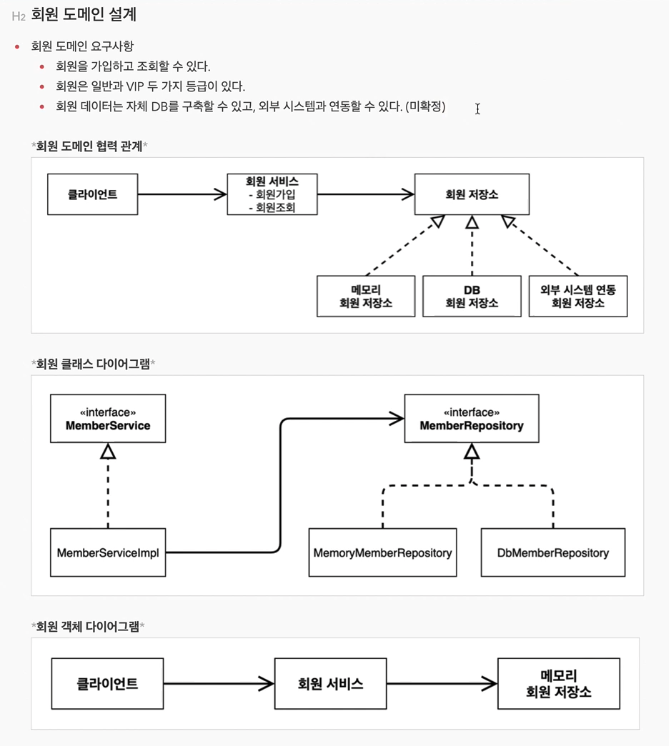 H2 회원 도메인 설계
회원 도메인 요구사항
회원을 가입하고 조회할 수 있다.
회원은 일반과 VIP 두 가지 등급이 있다.
회원 데이터는 자체 DB를 구축할 수 있고, 외부 시스템과 연동할 수 있다. (미확정)
*회원 도메인 협력 관계*
클라이언트
회원 서비스
- 회원가입
- 회원조회
회원 저장소
메모리
회원 저장소
DB
회원 저장소
외부 시스템 연동
회원 저장소
*회원 클래스 다이어그램*
«interface»
MemberService
«interface»
MemberRepository
MemberServiceImpl
MemoryMemberRepository
DbMemberRepository
*회원 객체 다이어그램*
클라이언트
회원 서비스
메모리
회원 저장소